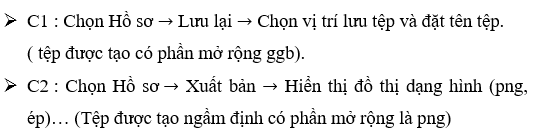 ➢ C1 : Chọn Hồ sơ → Lưu lại → Chọn vị trí lưu tệp và đặt tên tệp.
( tệp được tạo có phần mở rộng ggb).
➢ C2 : Chọn Hồ sơ → Xuất bản → Hiển thị đồ thị dạng hình (png,
ép)… (Tệp được tạo ngầm định có phần mở rộng là png)